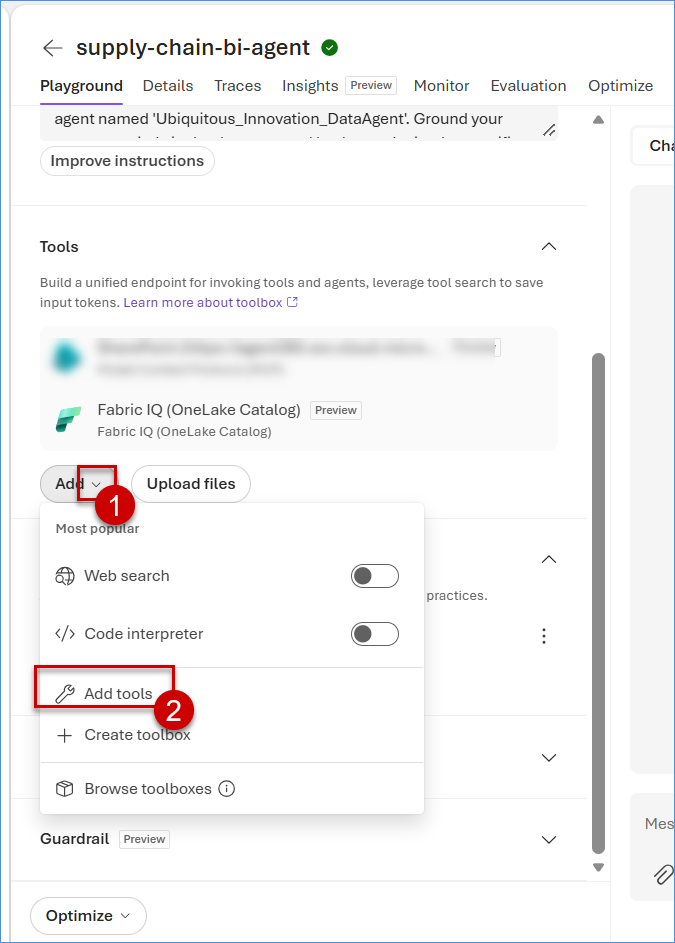 supply-chain-bi-agent
Playground Details Traces Insights Preview Monitor Evaluation Optimize
agent named 'Ubiquitous_Innovation_DataAgent'. Ground your
Improve instructions
Cha
Tools
Build a unified endpoint for invoking tools and agents, leverage tool search to save
input tokens. Learn more about toolbox
Fabric IQ (OneLake Catalog) Preview
Fabric IQ (OneLake Catalog)
Add Upload files
1
Most popular
Web search
practices.
</> Code interpreter
Add tools
2
Create toolbox
Browse toolboxes
Mes
Guardrail Preview
Optimize